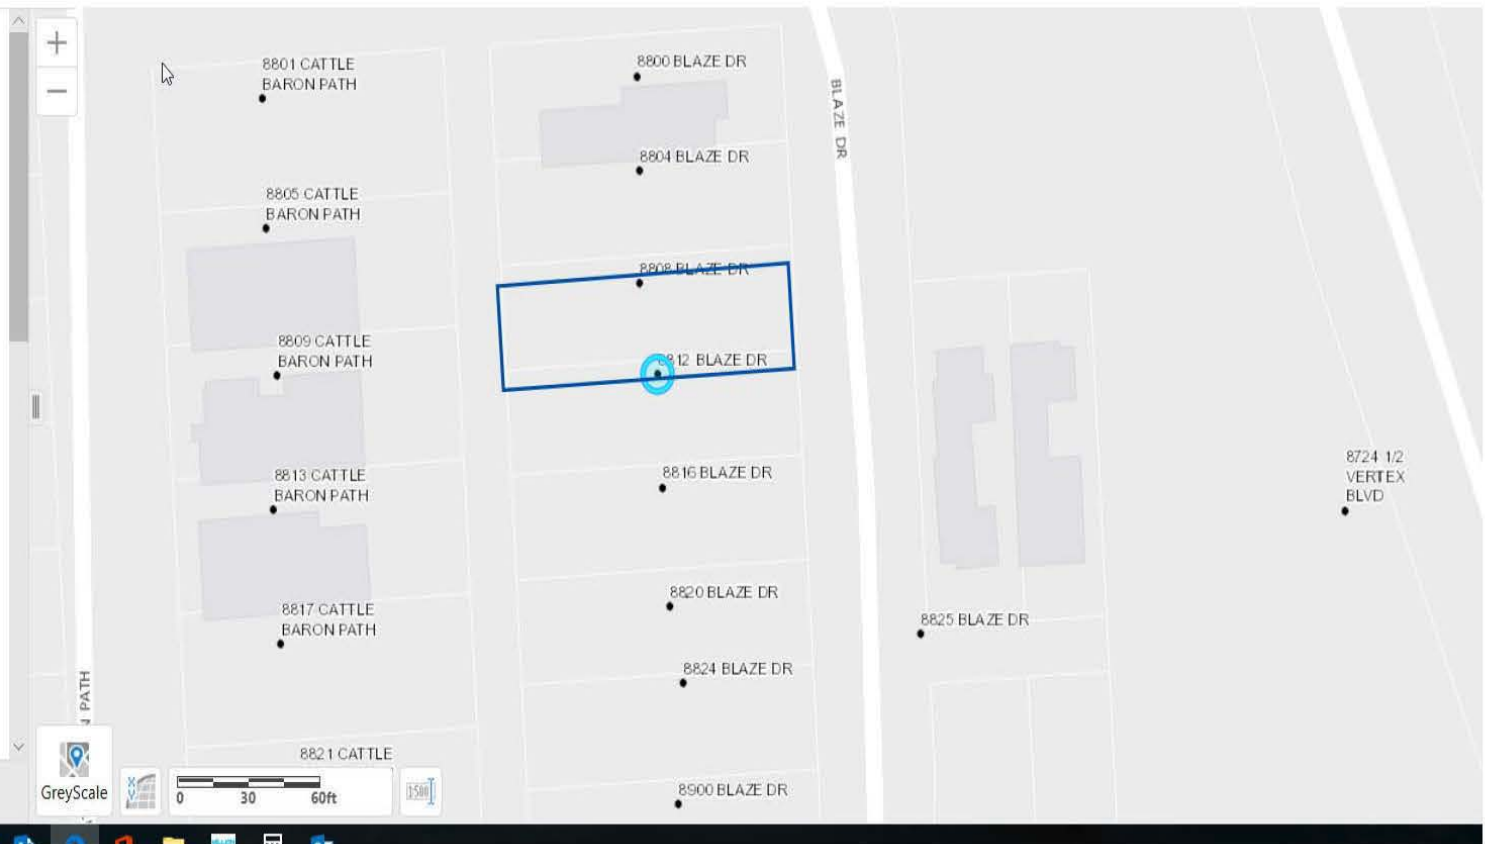 8801 CATTLE
BARON PATH
8800 BLAZE DR
BLAZE DR
8804 BLAZE DR
8805 CATTLE
BARON PATH
8808 BLAZE DR
8809 CATTLE
BARON PATH
812 BLAZE DR
8813 CATTLE
BARON PATH
8816 BLAZE DR
8724 1/2
VERTEX
BLVD
8820 BLAZE DR
8817 CATTLE
BARON PATH
8825 BLAZE DR
8824 BLAZE DR
N PATH
8821 CATTLE
8900 BLAZE DR
GreyScale
0 30 60ft
1:500